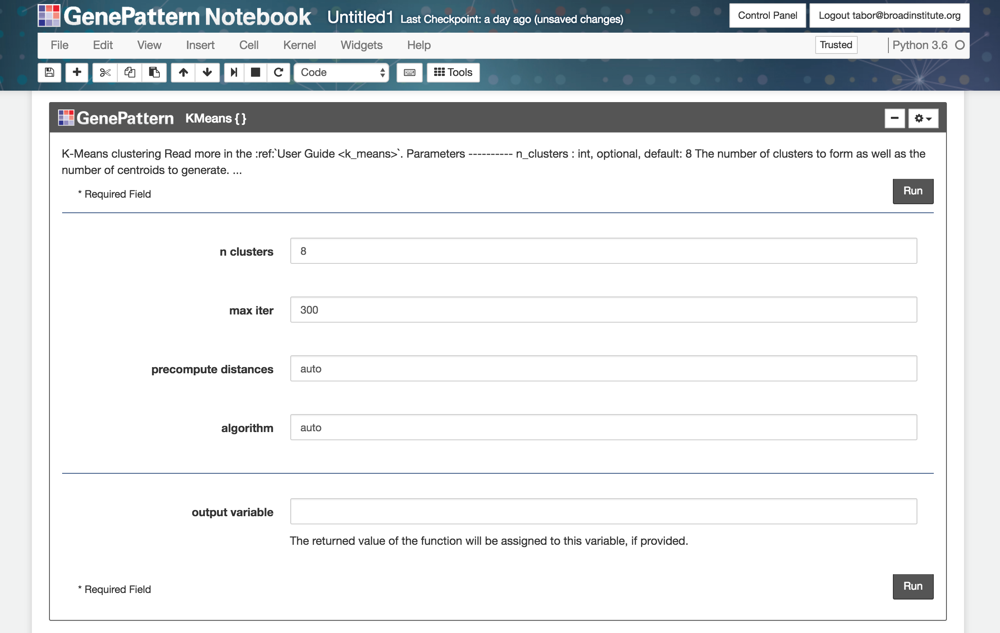 GenePattern Notebook Untitled1 Last Checkpoint: a day ago (unsaved changes) Control Panel Logout tabor@broadinstitute.org
File Edit View Insert Cell Kernel Widgets Help Trusted Python 3.6
Code Tools
GenePattern KMeans { }
K-Means clustering Read more in the :ref:`User Guide <k_means>`. Parameters ---------- n_clusters : int, optional, default: 8 The number of clusters to form as well as the
number of centroids to generate. ...
* Required Field Run
n clusters 8
max iter 300
precompute distances auto
algorithm auto
output variable
The returned value of the function will be assigned to this variable, if provided.
* Required Field Run